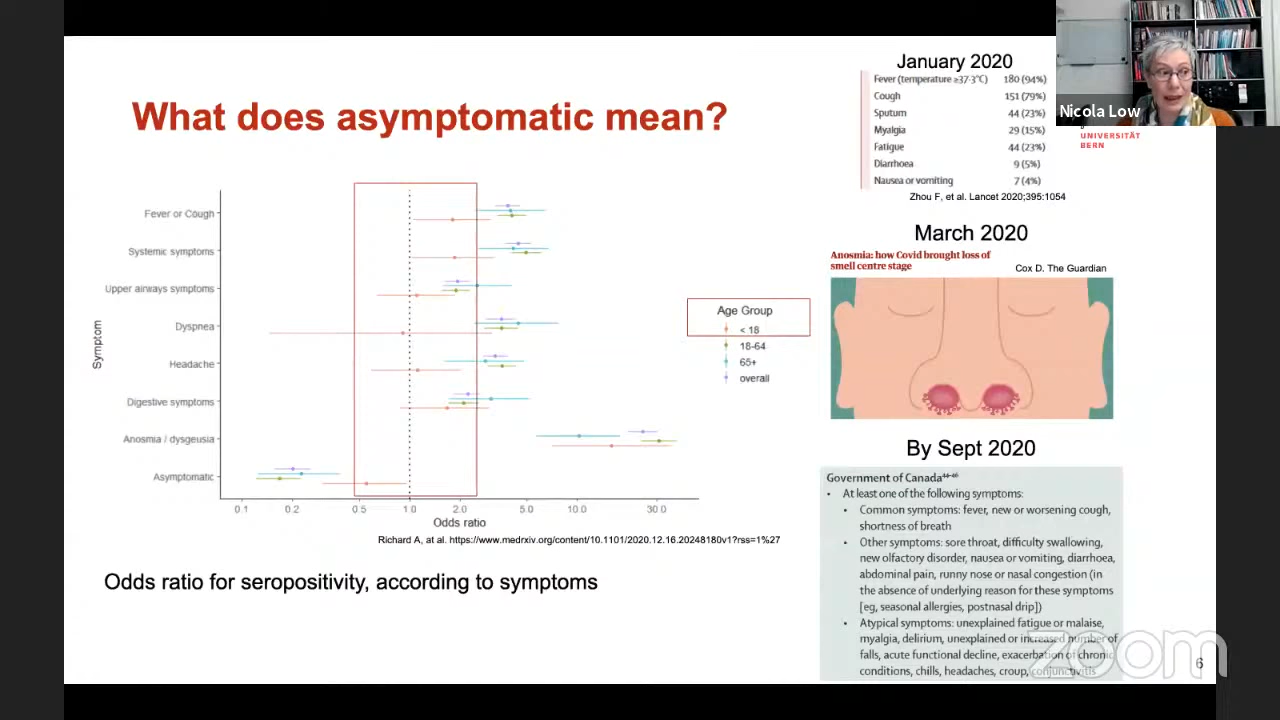 What does asymptomatic mean?
Symptom
Fever or Cough
Systemic symptoms
Upper airways symptoms
Dyspnea
Headache
Digestive symptoms
Anosmia / dysgeusia
Asymptomatic
0.1 0.2 0.5 1.0 2.0 5.0 10.0 30.0
Odds ratio
Age Group
< 18
18-64
65+
overall
Richard A, at al. https://www.medrxiv.org/content/10.1101/2020.12.16.20248180v1?rss=1%27
Odds ratio for seropositivity, according to symptoms
January 2020
Fever (temperature ≥37·3°C) 180 (94%)
Cough 151 (79%)
Sputum 44 (23%)
Myalgia 29 (15%)
Fatigue 44 (23%)
Diarrhoea 9 (5%)
Nausea or vomiting 7 (4%)
Zhou F, et al. Lancet 2020;395:1054
Nicola Low
UNIVERSITÄT
BERN
March 2020
Anosmia: how Covid brought loss of
smell centre stage
Cox D. The Guardian
By Sept 2020
Government of Canada
• At least one of the following symptoms:
• Common symptoms: fever, new or worsening cough,
shortness of breath
• Other symptoms: sore throat, difficulty swallowing,
new olfactory disorder, nausea or vomiting, diarrhoea,
abdominal pain, runny nose or nasal congestion (in
the absence of underlying reason for these symptoms
[eg, seasonal allergies, postnasal drip])
• Atypical symptoms: unexplained fatigue or malaise,
myalgia, delirium, unexplained or increased number of
falls, acute functional decline, exacerbation of chronic
conditions, chills, headaches, croup, conjunctivitis
zoom
6